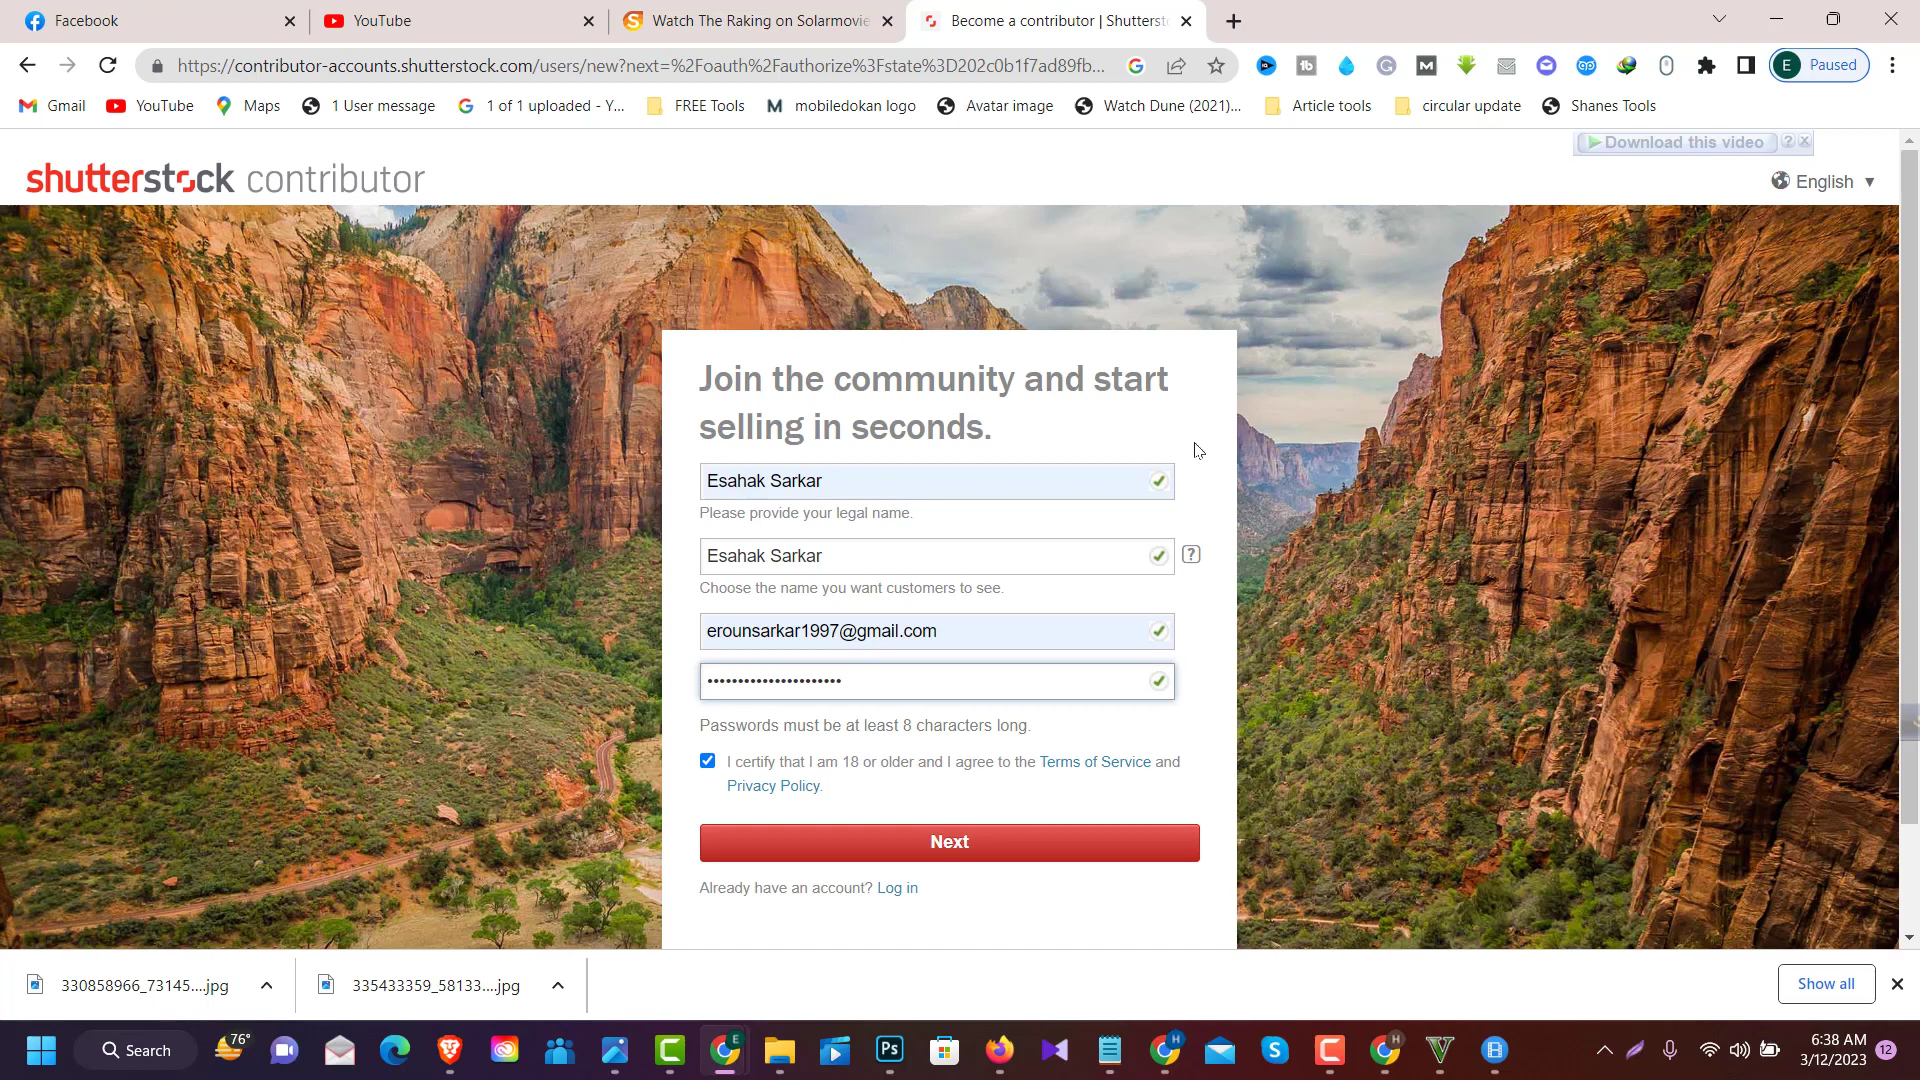 Facebook
YouTube
Watch The Raking on Solarmovie
Become a contributor | Shutterst
https://contributor-accounts.shutterstock.com/users/new?next=%2Foauth%2Fauthorize%3Fstate%3D202c0b1f7ad89fb...
E Paused
Gmail
YouTube
Maps
1 User message
1 of 1 uploaded - Y...
FREE Tools
mobiledokan logo
Avatar image
Watch Dune (2021)...
Article tools
circular update
Shanes Tools
Download this video ?
shutterstock contributor
English
Join the community and start
selling in seconds.
Esahak Sarkar
Please provide your legal name.
Esahak Sarkar
?
Choose the name you want customers to see.
erounsarkar1997@gmail.com
Passwords must be at least 8 characters long.
I certify that I am 18 or older and I agree to the Terms of Service and
Privacy Policy.
Next
Already have an account? Log in
330858966_73145....jpg
335433359_58133....jpg
Show all
Search
76°
6:38 AM
3/12/2023
12